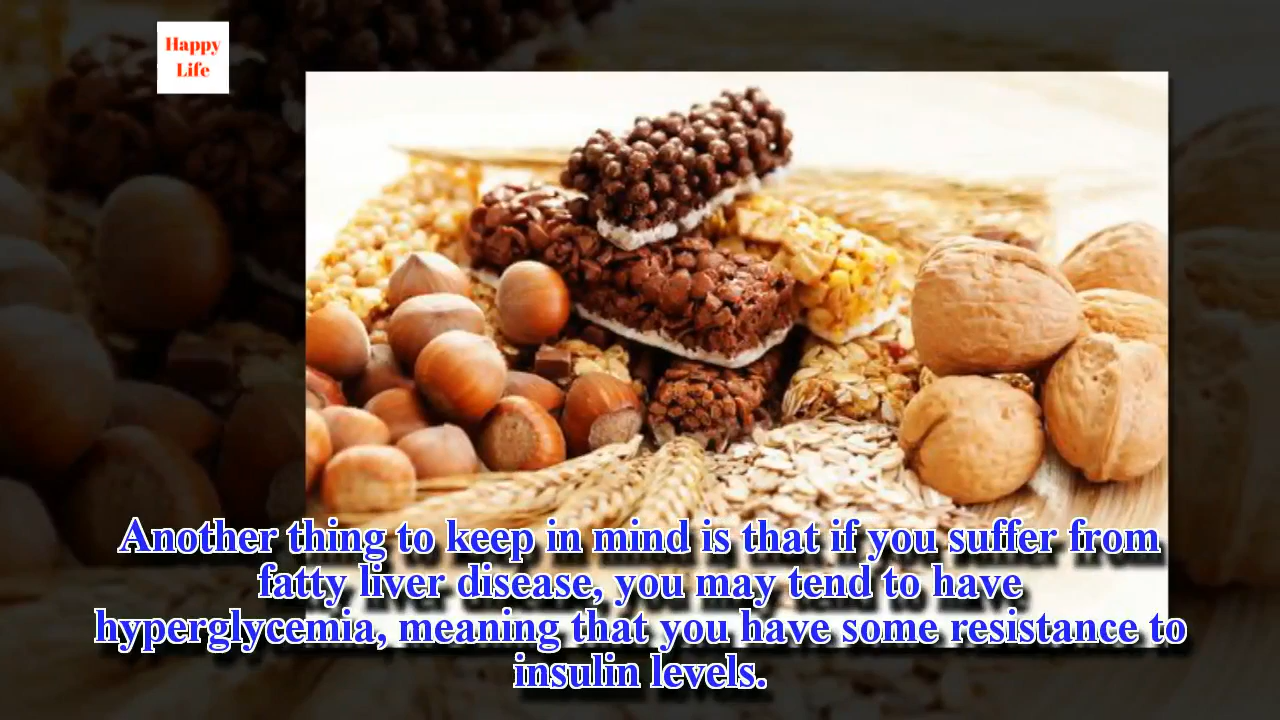 Happy
Life
Another thing to keep in mind is that if you suffer from
fatty liver disease, you may tend to have
hyperglycemia, meaning that you have some resistance to
insulin levels.